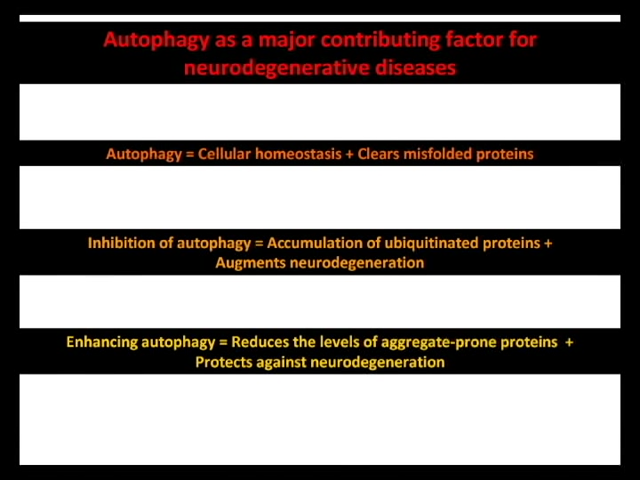 Autophagy as a major contributing factor for
neurodegenerative diseases
Autophagy = Cellular homeostasis + Clears misfolded proteins
Inhibition of autophagy = Accumulation of ubiquitinated proteins +
Augments neurodegeneration
Enhancing autophagy = Reduces the levels of aggregate-prone proteins +
Protects against neurodegeneration